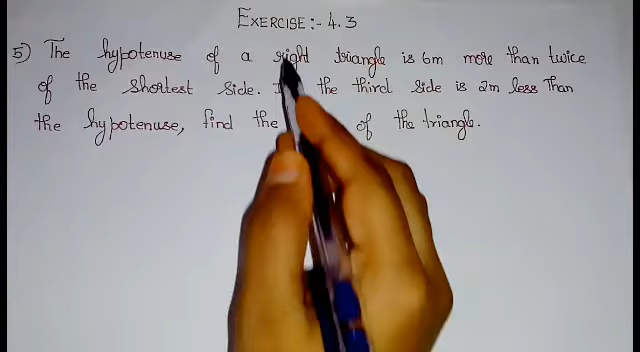 EXERCISE:- 4.3
5) The hypotenuse of a right triangle is 6m more than twice
of the shortest side. the third side is 2m less than
the hypotenuse, find the of the triangle.